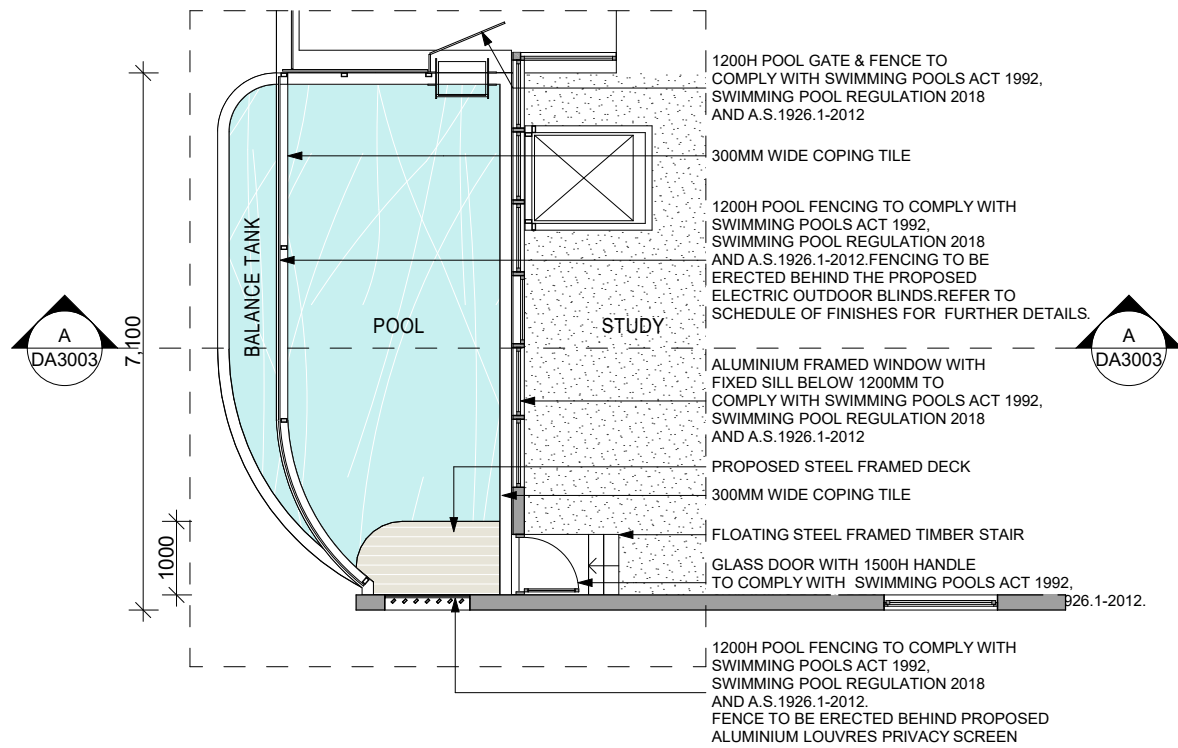 1200H POOL GATE & FENCE TO
COMPLY WITH SWIMMING POOLS ACT 1992,
SWIMMING POOL REGULATION 2018
AND A.S.1926.1-2012
300MM WIDE COPING TILE
1200H POOL FENCING TO COMPLY WITH
SWIMMING POOLS ACT 1992,
SWIMMING POOL REGULATION 2018
AND A.S.1926.1-2012.FENCING TO BE
ERECTED BEHIND THE PROPOSED
ELECTRIC OUTDOOR BLINDS.REFER TO
SCHEDULE OF FINISHES FOR FURTHER DETAILS.
BALANCE TANK
POOL
STUDY
A
DA3003
7,100
A
DA3003
ALUMINIUM FRAMED WINDOW WITH
FIXED SILL BELOW 1200MM TO
COMPLY WITH SWIMMING POOLS ACT 1992,
SWIMMING POOL REGULATION 2018
AND A.S.1926.1-2012
PROPOSED STEEL FRAMED DECK
300MM WIDE COPING TILE
1000
FLOATING STEEL FRAMED TIMBER STAIR
GLASS DOOR WITH 1500H HANDLE
TO COMPLY WITH SWIMMING POOLS ACT 1992,
926.1-2012.
1200H POOL FENCING TO COMPLY WITH
SWIMMING POOLS ACT 1992,
SWIMMING POOL REGULATION 2018
AND A.S.1926.1-2012.
FENCE TO BE ERECTED BEHIND PROPOSED
ALUMINIUM LOUVRES PRIVACY SCREEN